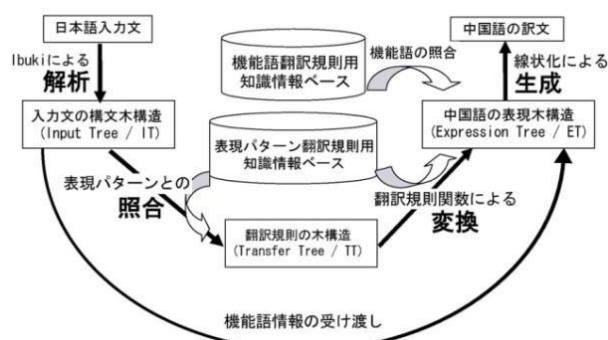 日本語入力文
Ibukiによる
解析
入力文の構文木構造
(Input Tree / IT)
機能語翻訳規則用
知識情報ベース
機能語の照合
中国語の訳文
線状化による
生成
中国語の表現木構造
(Expression Tree / ET)
表現パターン翻訳規則用
知識情報ベース
表現パターンとの
照合
翻訳規則関数による
変換
翻訳規則の木構造
(Transfer Tree / TT)
機能語情報の受け渡し